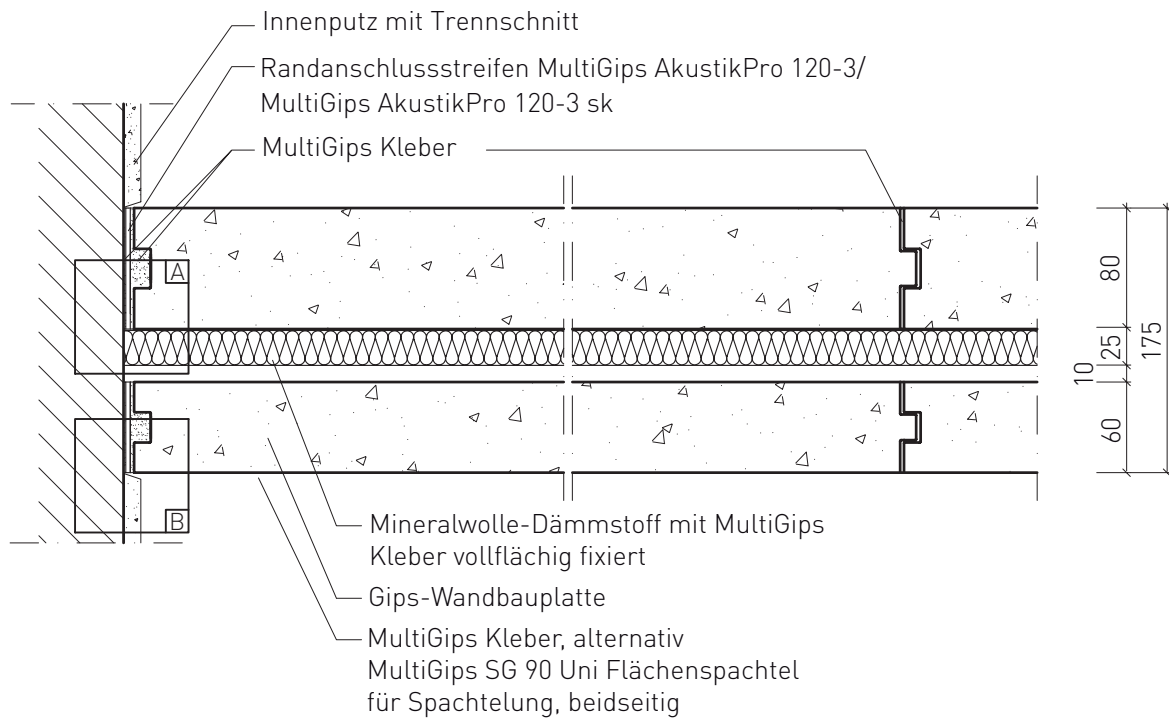 Innenputz mit Trennschnitt
Randanschlussstreifen MultiGips AkustikPro 120-3/
MultiGips AkustikPro 120-3 sk
MultiGips Kleber
A
B
80
25
10
60
175
Mineralwolle-Dämmstoff mit MultiGips
Kleber vollflächig fixiert
Gips-Wandbauplatte
MultiGips Kleber, alternativ
MultiGips SG 90 Uni Flächenspachtel
für Spachtelung, beidseitig